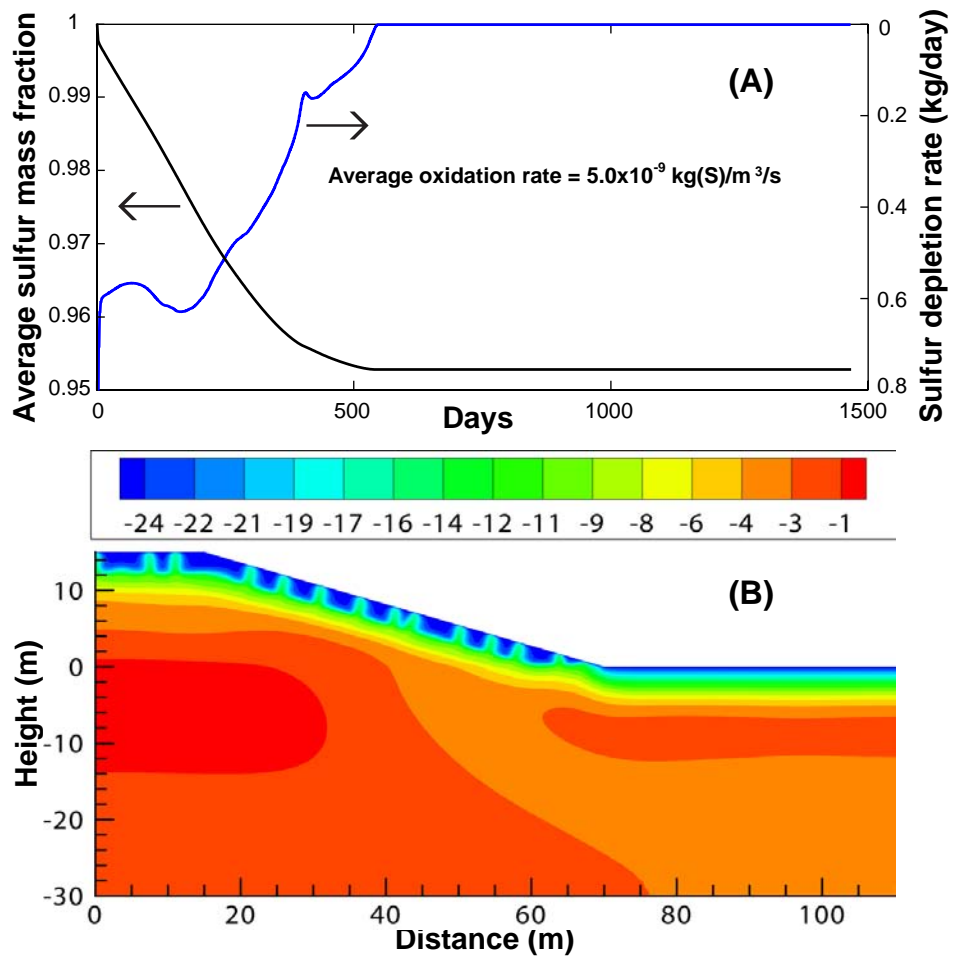 1
0.99
0.98
0.97
0.96
0.95
Average sulfur mass fraction
0
0.2
0.4
0.6
0.8
Sulfur depletion rate (kg/day)
(A)
Average oxidation rate = 5.0x10-9 kg(S)/m3/s
0 500 1000 1500
Days
-24 -22 -21 -19 -17 -16 -14 -12 -11 -9 -8 -6 -4 -3 -1
(B)
10
0
-10
-20
-30
Height (m)
0 20 40 60 80 100
Distance (m)